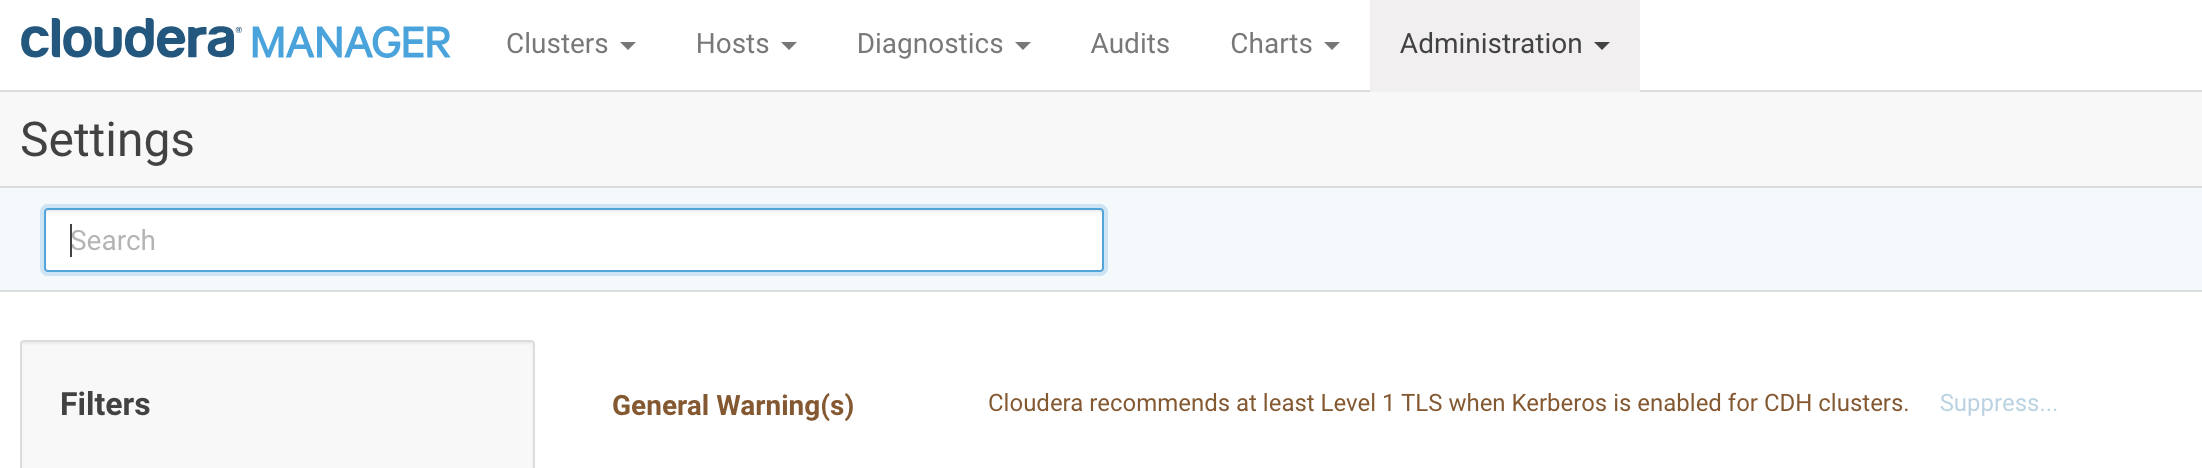 cloudera MANAGER Clusters Hosts Diagnostics Audits Charts Administration
Settings
Search
Filters
General Warning(s) Cloudera recommends at least Level 1 TLS when Kerberos is enabled for CDH clusters. Suppress...